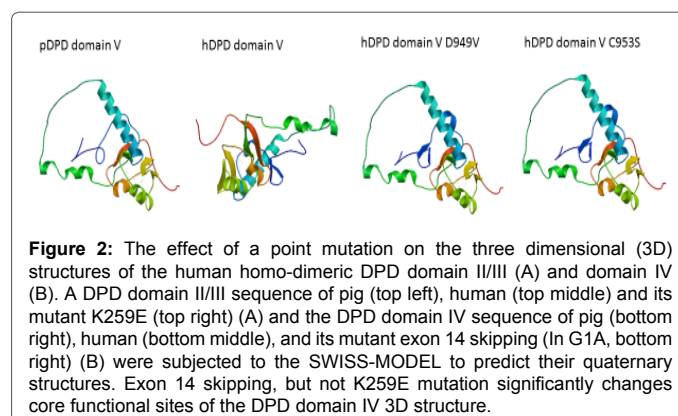 pDPD domain V hDPD domain V hDPD domain V D949V hDPD domain V C953S
Figure 2: The effect of a point mutation on the three dimensional (3D)
structures of the human homo-dimeric DPD domain II/III (A) and domain IV
(B). A DPD domain II/III sequence of pig (top left), human (top middle) and its
mutant K259E (top right) (A) and the DPD domain IV sequence of pig (bottom
right), human (bottom middle), and its mutant exon 14 skipping (In G1A, bottom
right) (B) were subjected to the SWISS-MODEL to predict their quaternary
structures. Exon 14 skipping, but not K259E mutation significantly changes
core functional sites of the DPD domain IV 3D structure.